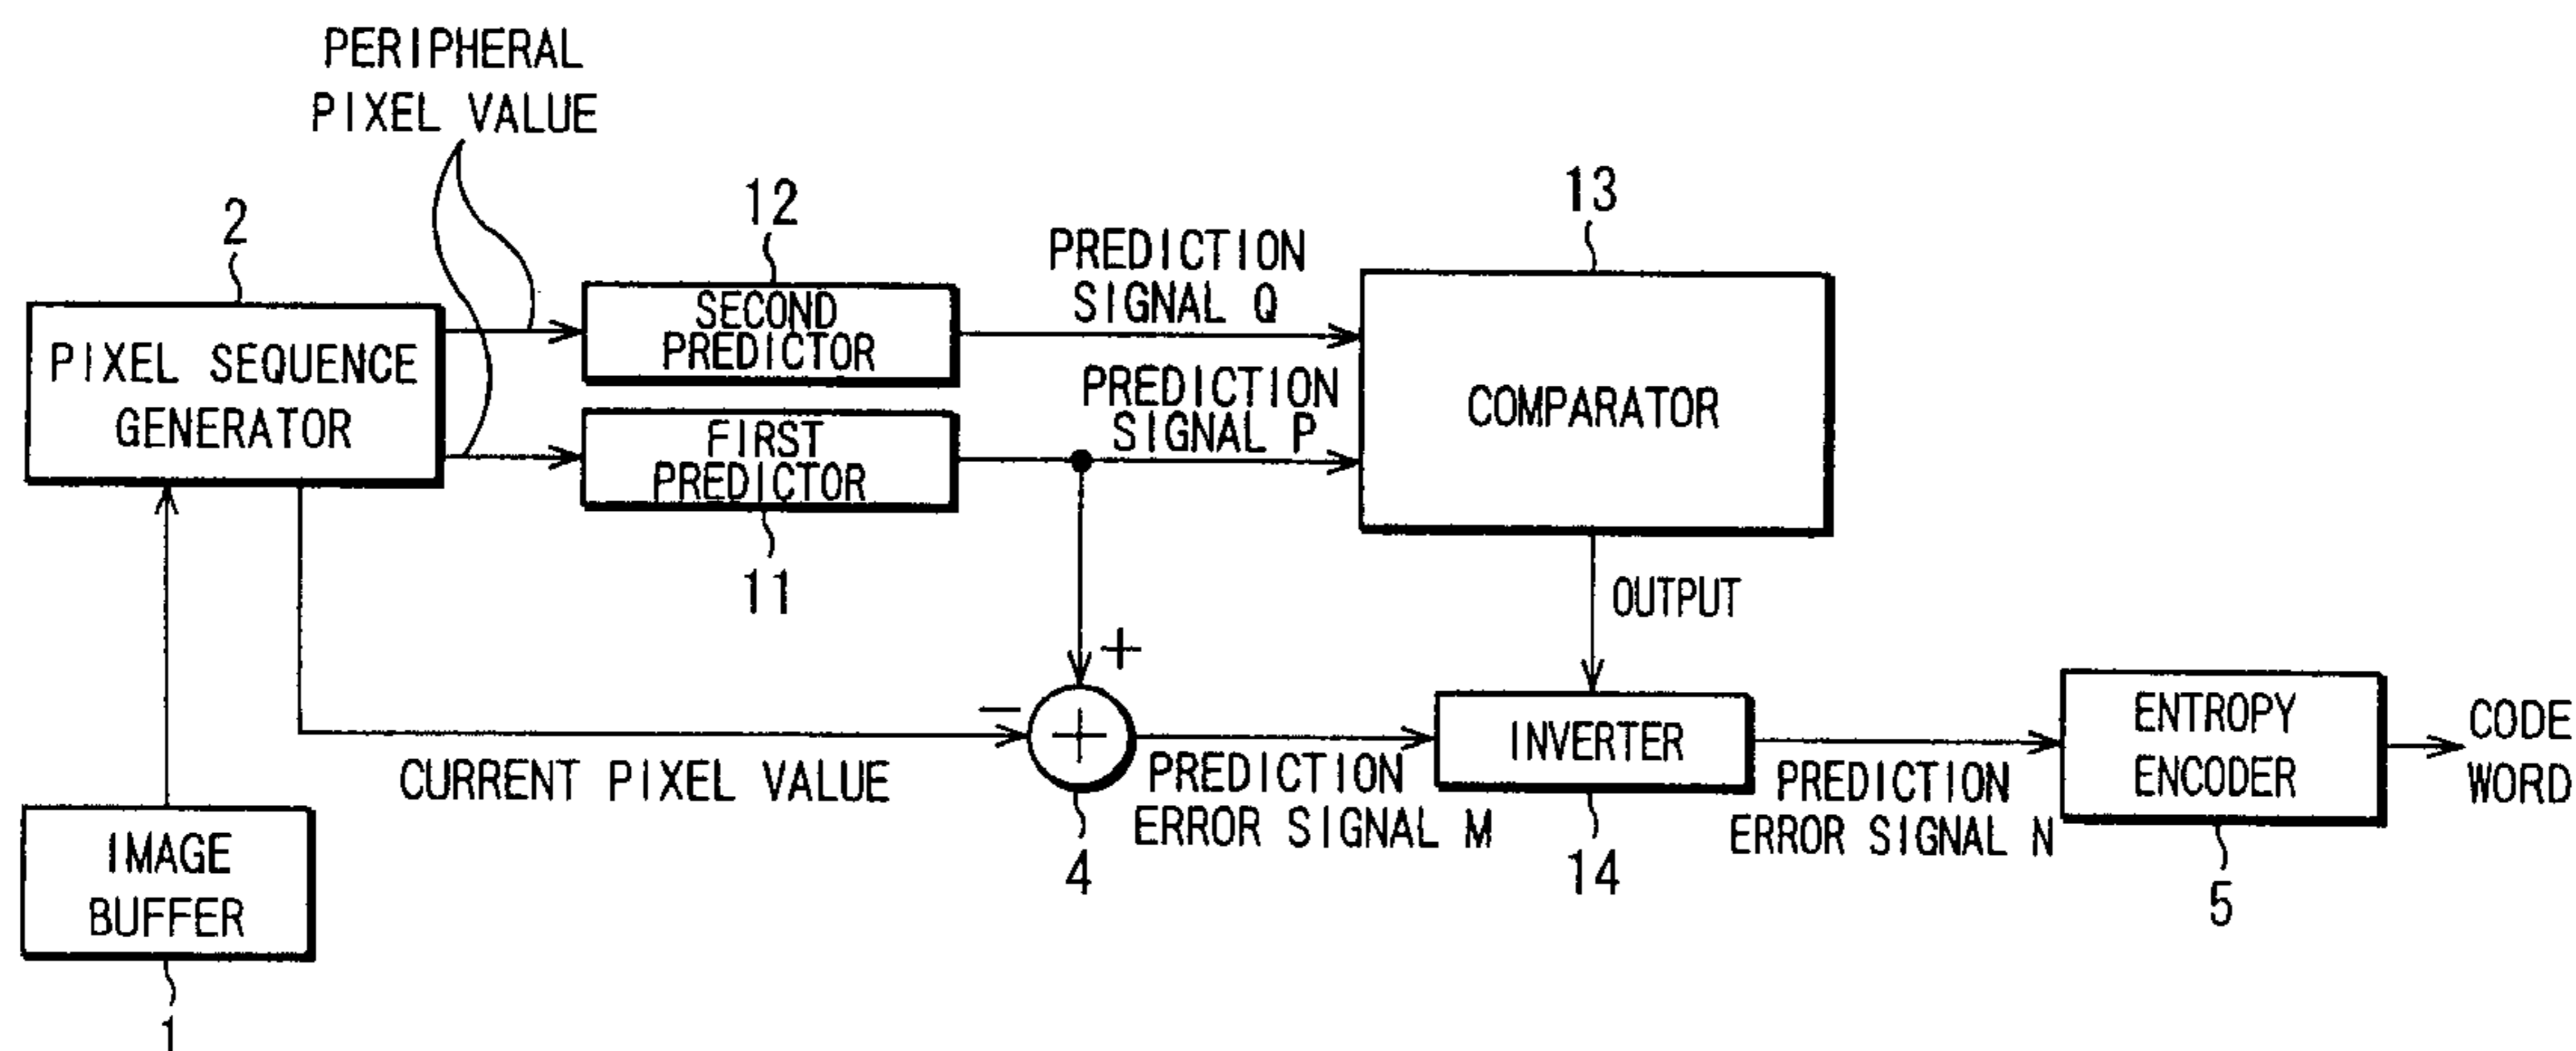 PERIPHERAL
PIXEL VALUE
2
12
13
PREDICTION
SIGNAL Q
SECOND
PREDICTOR
PIXEL SEQUENCE
GENERATOR
PREDICTION
SIGNAL P
COMPARATOR
FIRST
PREDICTOR
11
OUTPUT
+
−
+
CURRENT PIXEL VALUE
4
PREDICTION
ERROR SIGNAL M
INVERTER
14
PREDICTION
ERROR SIGNAL N
ENTROPY
ENCODER
5
CODE
WORD
IMAGE
BUFFER
1